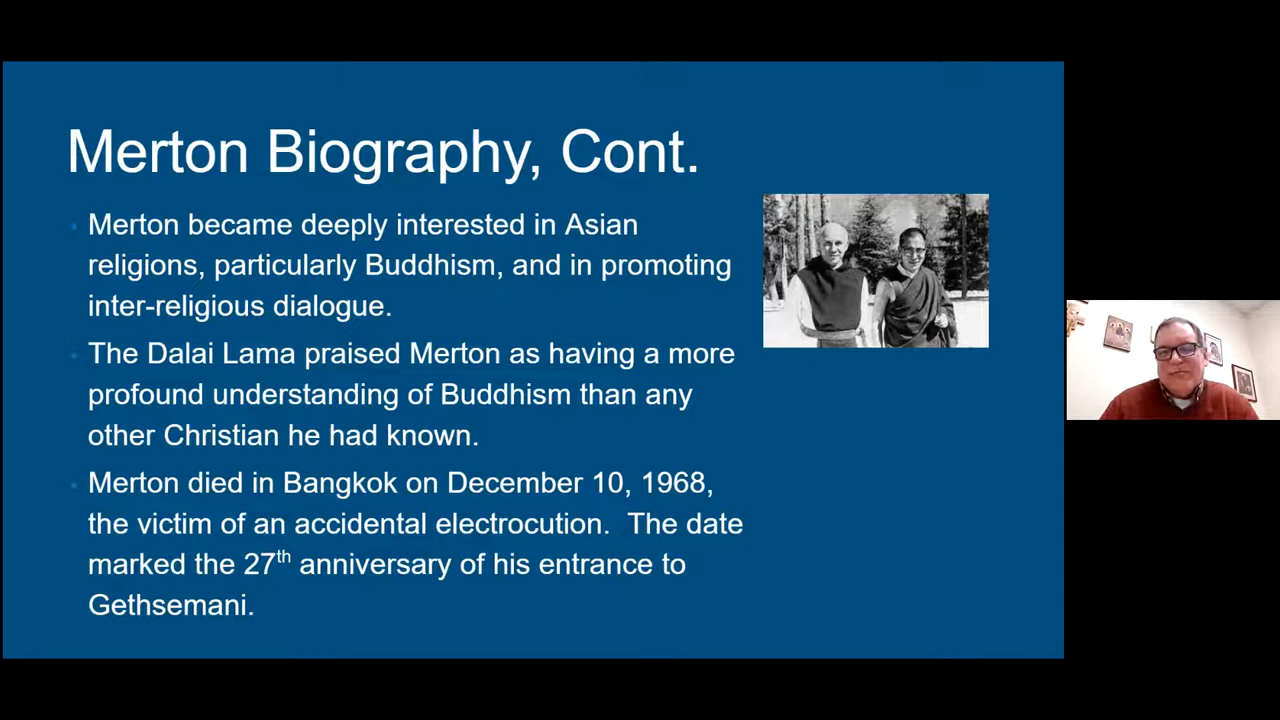 Merton Biography, Cont.
Merton became deeply interested in Asian
religions, particularly Buddhism, and in promoting
inter-religious dialogue.
The Dalai Lama praised Merton as having a more
profound understanding of Buddhism than any
other Christian he had known.
Merton died in Bangkok on December 10, 1968,
the victim of an accidental electrocution.  The date
marked the 27th anniversary of his entrance to
Gethsemani.